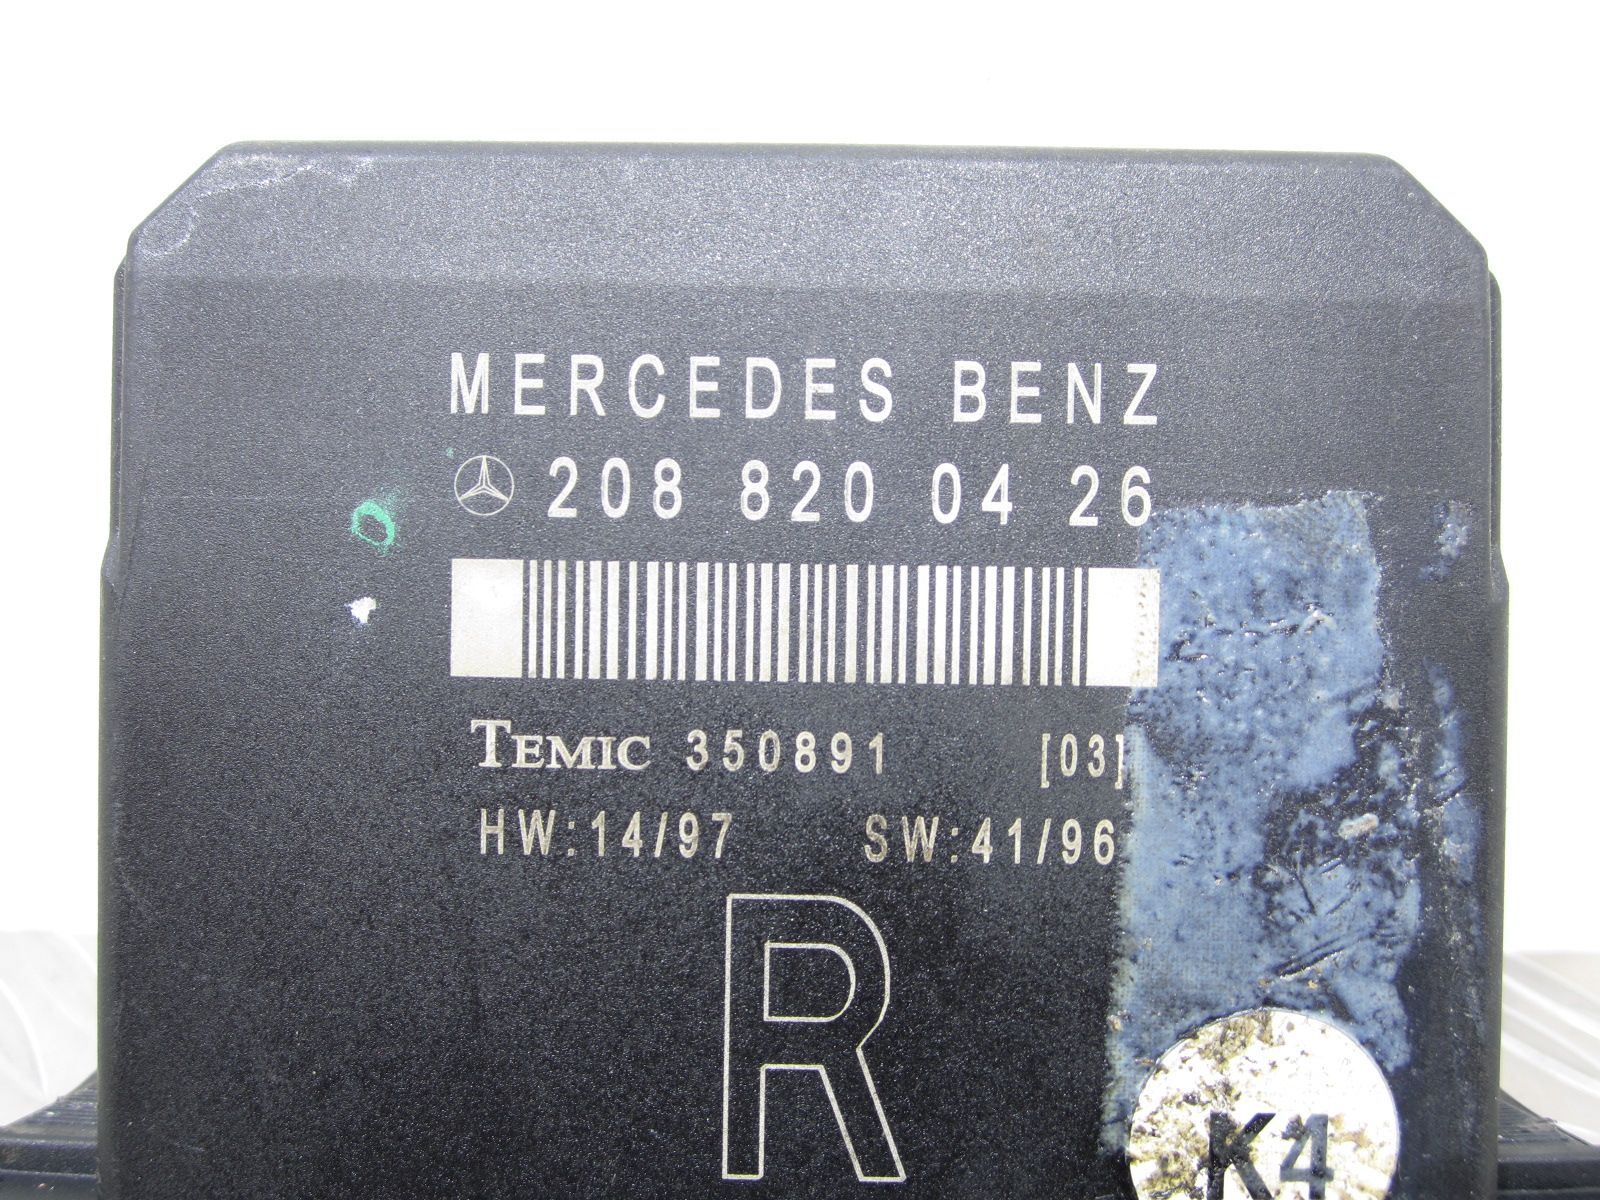 MERCEDES BENZ
208 820 04 26
TEMIC 350891 [03]
HW:14/97 SW:41/96
R
K4